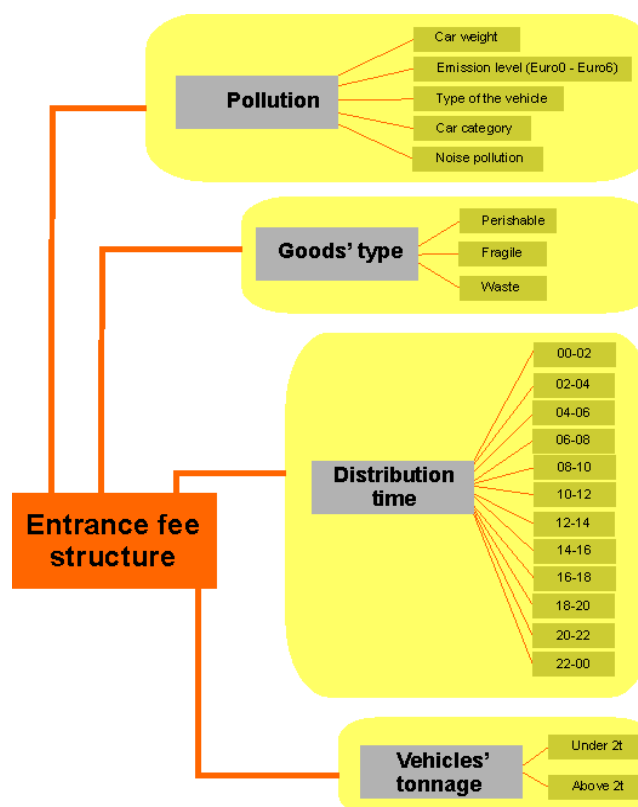 Car weight
Emission level (Euro0 - Euro6)
Pollution
Type of the vehicle
Car category
Noise pollution
Perishable
Goods' type
Fragile
Waste
00-02
02-04
04-06
06-08
08-10
Distribution
time
10-12
12-14
14-16
16-18
18-20
20-22
22-00
Entrance fee
structure
Under 2t
Vehicles'
tonnage
Above 2t